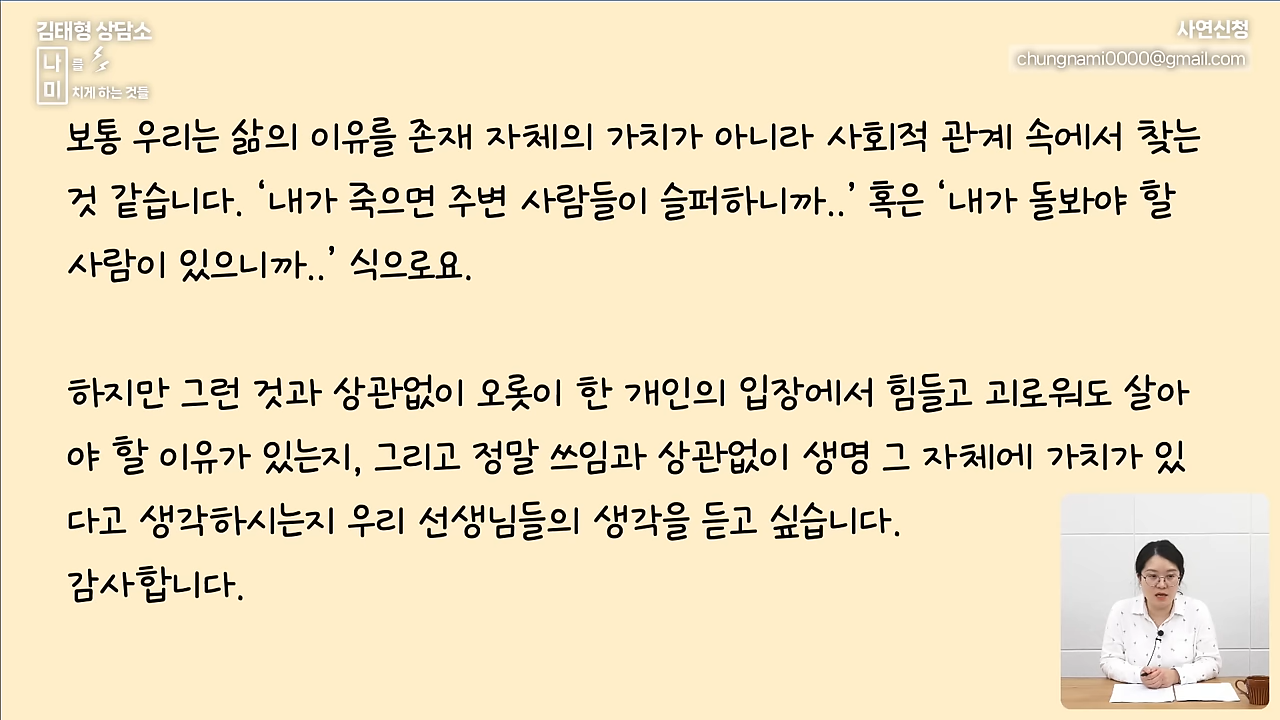 김태형 상담소
나를
미치게 하는 것들
사연신청
chungnami0000@gmail.com
보통 우리는 삶의 이유를 존재 자체의 가치가 아니라 사회적 관계 속에서 찾는
것 같습니다. ‘내가 죽으면 주변 사람들이 슬퍼하니까..’ 혹은 ‘내가 돌봐야 할
사람이 있으니까..’ 식으로요.
하지만 그런 것과 상관없이 오롯이 한 개인의 입장에서 힘들고 괴로워도 살아
야 할 이유가 있는지, 그리고 정말 쓰임과 상관없이 생명 그 자체에 가치가 있
다고 생각하시는지 우리 선생님들의 생각을 듣고 싶습니다.
감사합니다.